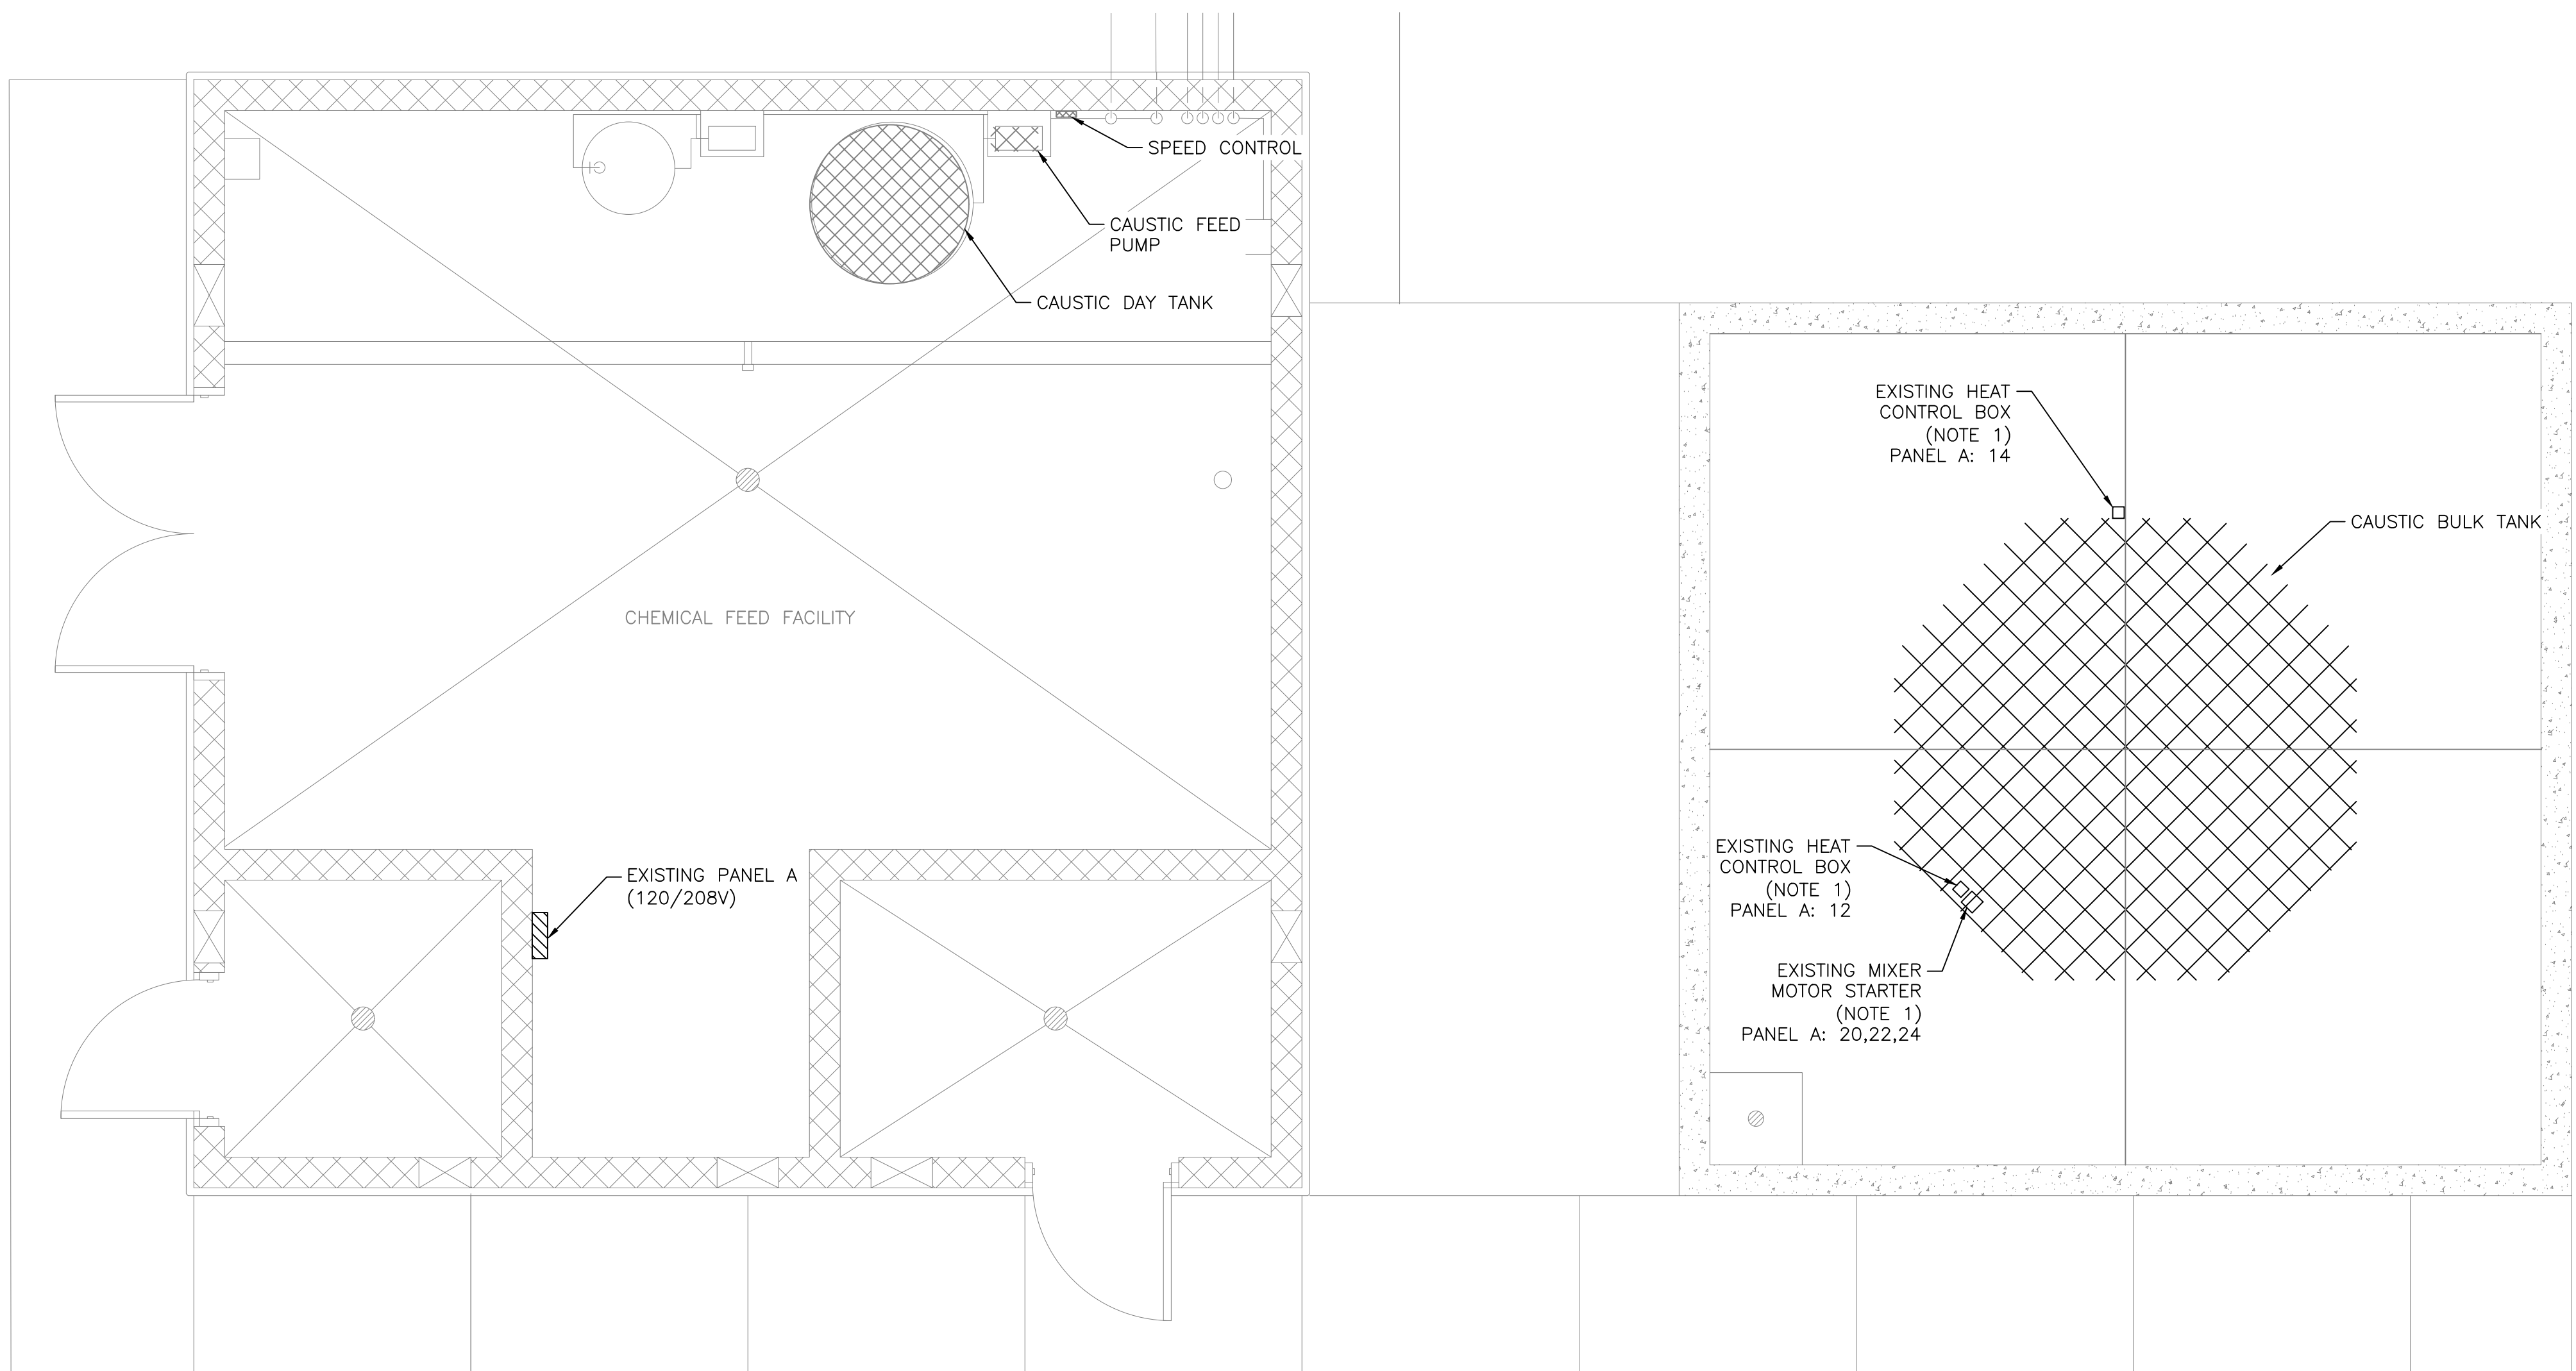 SPEED CONTROL
CAUSTIC FEED
PUMP
CAUSTIC DAY TANK
CHEMICAL FEED FACILITY
EXISTING PANEL A
(120/208V)
EXISTING HEAT
CONTROL BOX
(NOTE 1)
PANEL A: 14
CAUSTIC BULK TANK
EXISTING HEAT
CONTROL BOX
(NOTE 1)
PANEL A: 12
EXISTING MIXER
MOTOR STARTER
(NOTE 1)
PANEL A: 20,22,24